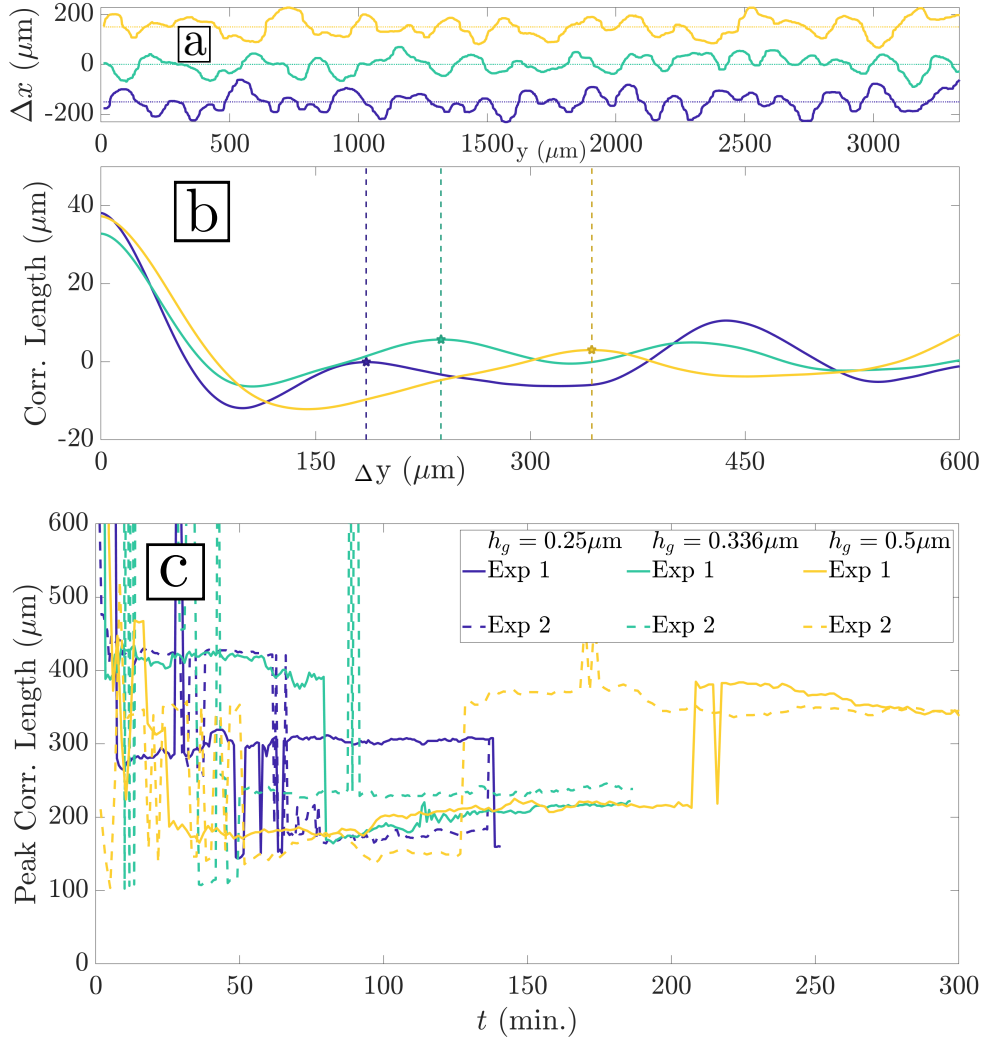 200
0
-200
Δx (μm)
a
0 500 1000 1500 2000 2500 3000
y (μm)
b
40
20
0
-20
Corr. Length (μm)
0 150 300 450 600
Δy (μm)
c
600
500
400
300
200
100
0
Peak Corr. Length (μm)
h_g = 0.25μm h_g = 0.336μm h_g = 0.5μm
Exp 1 Exp 1 Exp 1
Exp 2 Exp 2 Exp 2
0 50 100 150 200 250 300
t (min.)